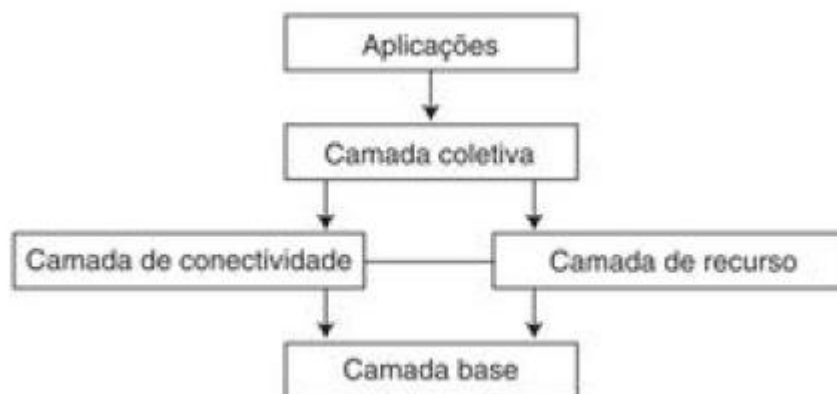 Aplicações
Camada coletiva
Camada de conectividade
Camada de recurso
Camada base